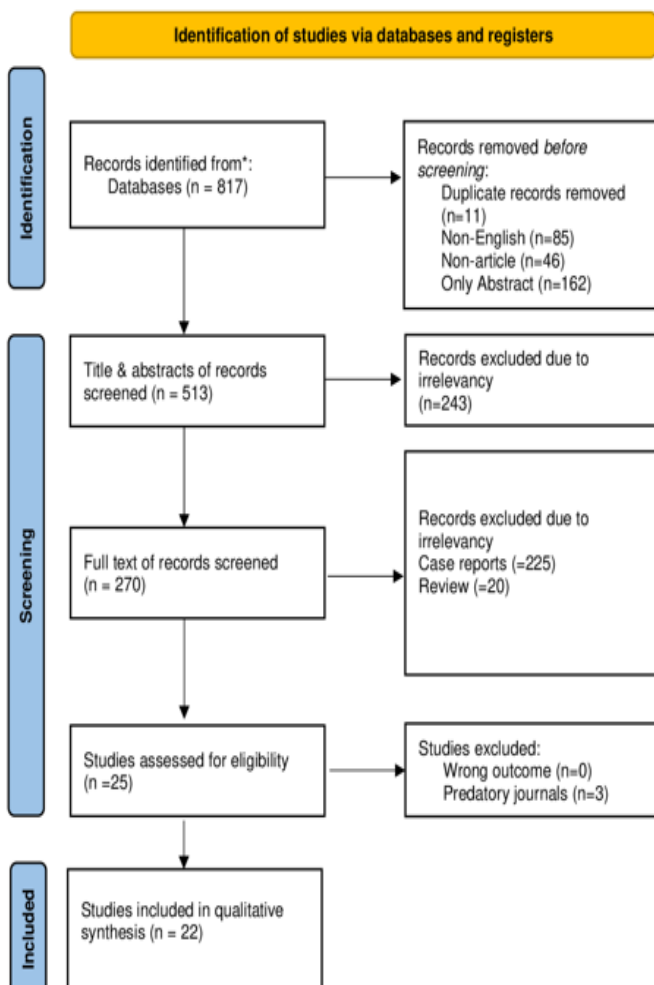 Identification of studies via databases and registers
Identification
Records identified from*:
Databases (n = 817)
Records removed before
screening:
Duplicate records removed
(n=11)
Non-English (n=85)
Non-article (n=46)
Only Abstract (n=162)
Screening
Title & abstracts of records
screened (n = 513)
Records excluded due to
irrelevancy
(n=243)
Full text of records screened
(n = 270)
Records excluded due to
irrelevancy
Case reports (=225)
Review (=20)
Studies assessed for eligibility
(n =25)
Studies excluded:
Wrong outcome (n=0)
Predatory journals (n=3)
Included
Studies included in qualitative
synthesis (n = 22)